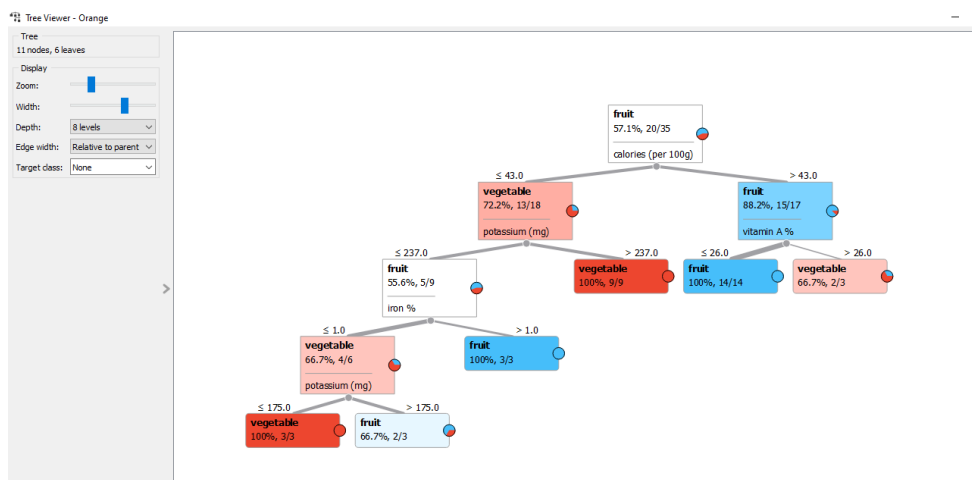 Tree Viewer - Orange
Tree
11 nodes, 6 leaves
Display
Zoom:
Width:
Depth: 8 levels
Edge width: Relative to parent
Target class: None
fruit
57.1%, 20/35
calories (per 100g)
≤ 43.0
> 43.0
vegetable
72.2%, 13/18
potassium (mg)
fruit
88.2%, 15/17
vitamin A %
≤ 237.0
> 237.0
≤ 26.0
> 26.0
fruit
55.6%, 5/9
iron %
vegetable
100%, 9/9
fruit
100%, 14/14
vegetable
66.7%, 2/3
≤ 1.0
> 1.0
vegetable
66.7%, 4/6
potassium (mg)
fruit
100%, 3/3
≤ 175.0
> 175.0
vegetable
100%, 3/3
fruit
66.7%, 2/3